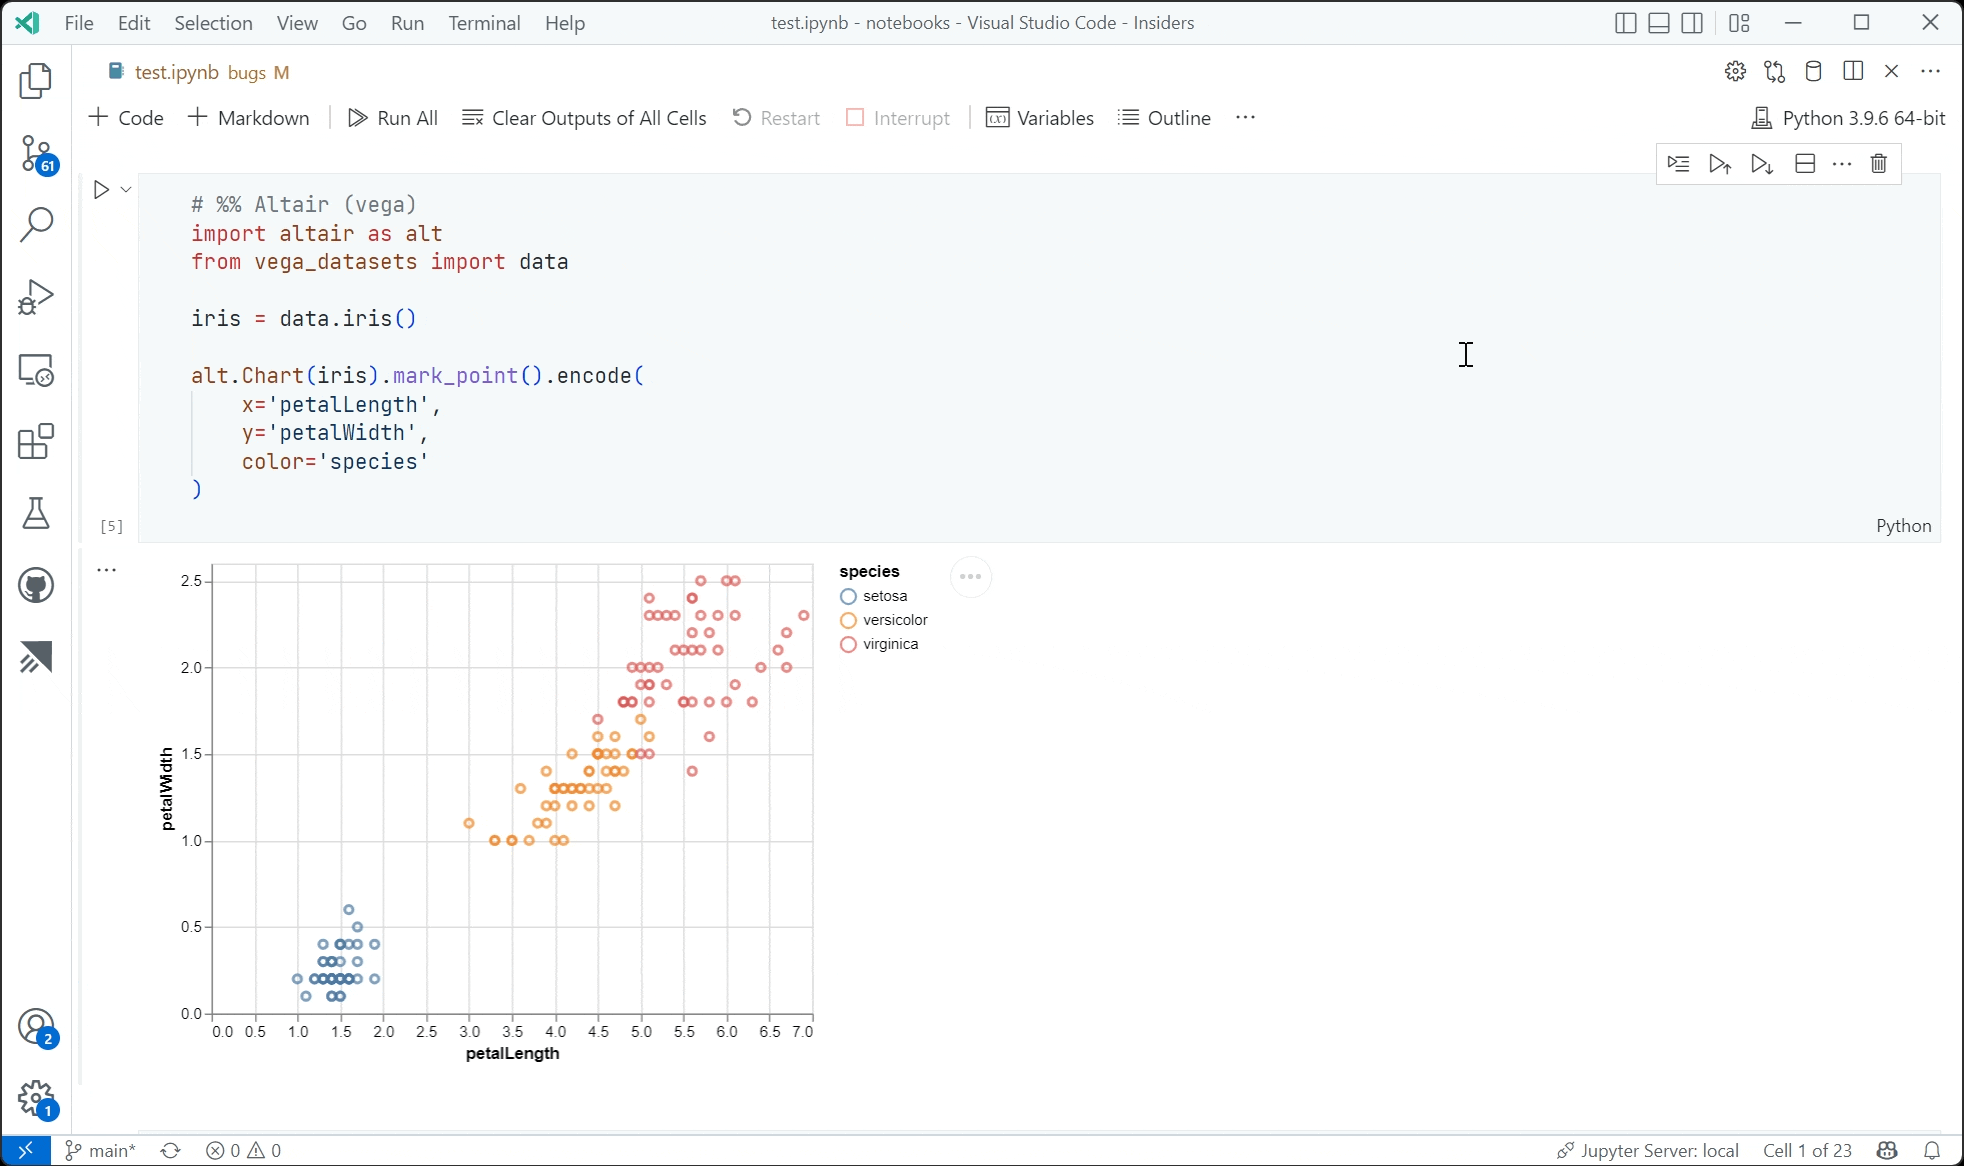 File Edit Selection View Go Run Terminal Help test.ipynb - notebooks - Visual Studio Code - Insiders
test.ipynb bugs M
Code Markdown Run All Clear Outputs of All Cells Restart Interrupt Variables Outline ... Python 3.9.6 64-bit
61
# %% Altair (vega)
import altair as alt
from vega_datasets import data
iris = data.iris()
alt.Chart(iris).mark_point().encode(
x='petalLength',
y='petalWidth',
color='species'
)
[5] Python
species
setosa
versicolor
virginica
2.5
2.0
1.5
1.0
0.5
0.0
petalWidth
0.0 0.5 1.0 1.5 2.0 2.5 3.0 3.5 4.0 4.5 5.0 5.5 6.0 6.5 7.0
petalLength
2
1
main* 0 0 Jupyter Server: local Cell 1 of 23